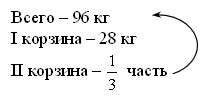 Всего – 96 кг
I корзина – 28 кг
II корзина – 1/3 часть